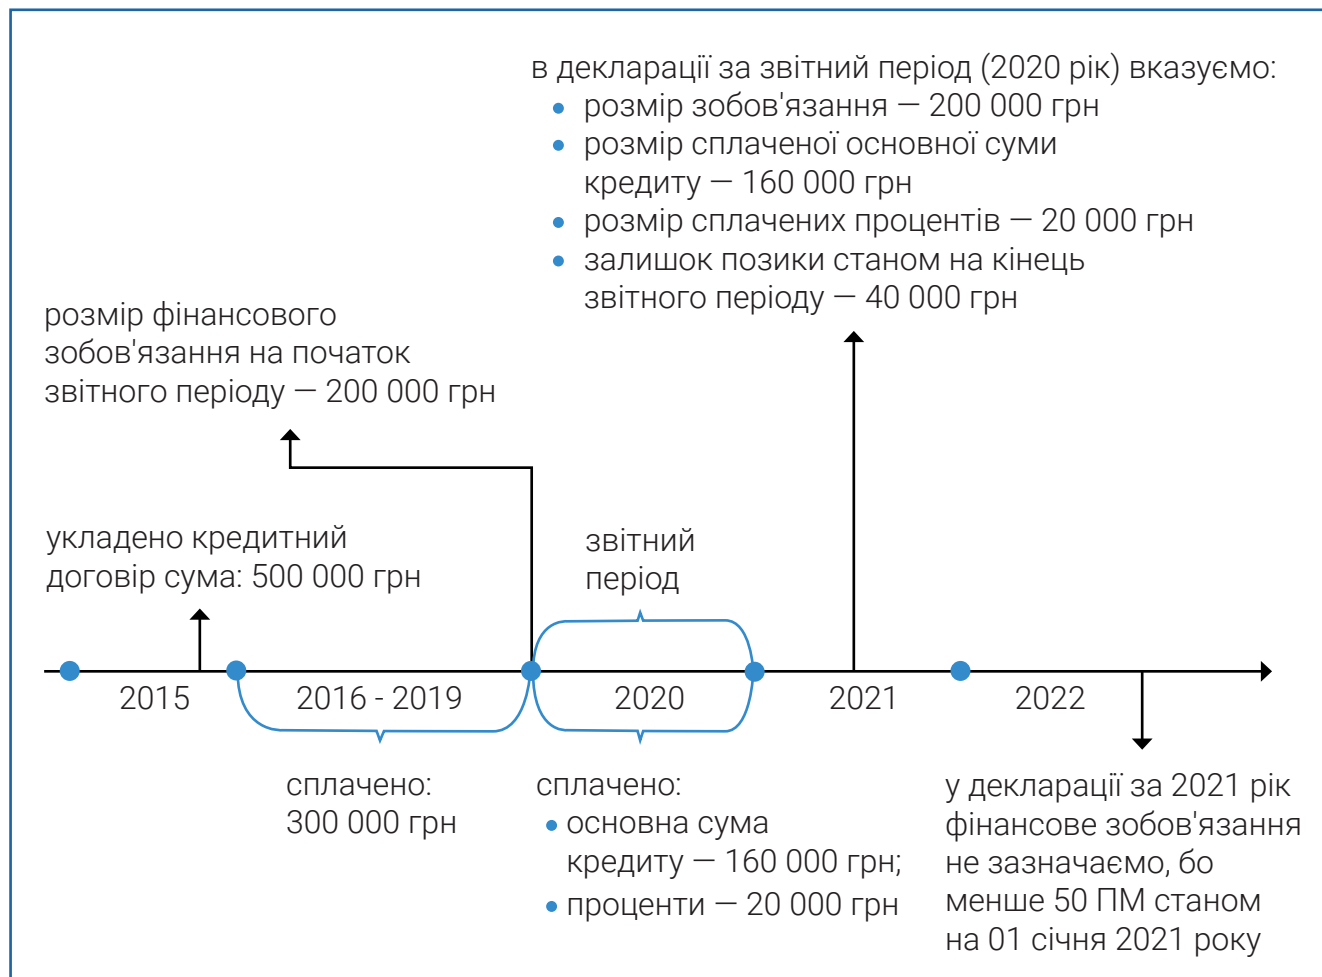 в декларації за звітний період (2020 рік) вказуємо:
• розмір зобов'язання — 200 000 грн
• розмір сплаченої основної суми
кредиту — 160 000 грн
• розмір сплачених процентів — 20 000 грн
• залишок позики станом на кінець
звітного періоду — 40 000 грн
розмір фінансового
зобов'язання на початок
звітного періоду — 200 000 грн
укладено кредитний
договір сума: 500 000 грн
звітний
період
2015
2016 - 2019
2020
2021
2022
сплачено:
300 000 грн
сплачено:
• основна сума
кредиту — 160 000 грн;
• проценти — 20 000 грн
у декларації за 2021 рік
фінансове зобов'язання
не зазначаємо, бо
менше 50 ПМ станом
на 01 січня 2021 року